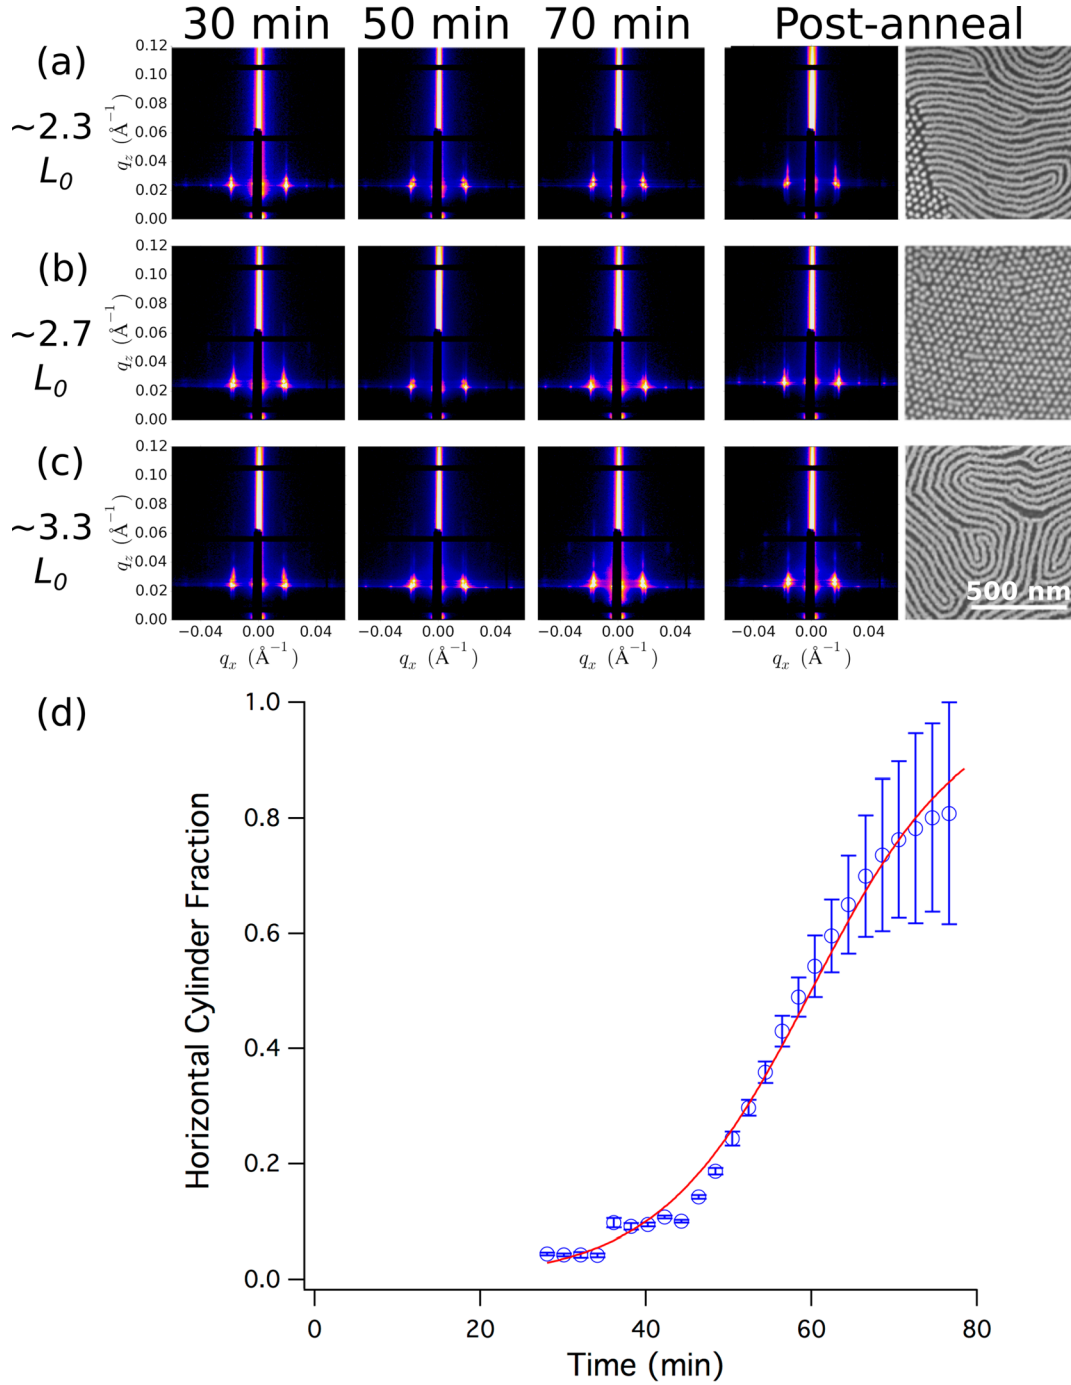 30 min 50 min 70 min Post-anneal
(a)
~2.3
L0
qz (Å−1)
0.12
0.10
0.08
0.06
0.04
0.02
0.00
(b)
~2.7
L0
qz (Å−1)
0.12
0.10
0.08
0.06
0.04
0.02
0.00
(c)
~3.3
L0
qz (Å−1)
0.12
0.10
0.08
0.06
0.04
0.02
0.00
500 nm
−0.04 0.00 0.04 −0.04 0.00 0.04 −0.04 0.00 0.04 −0.04 0.00 0.04
qx (Å−1) qx (Å−1) qx (Å−1) qx (Å−1)
(d)
Horizontal Cylinder Fraction
1.0
0.8
0.6
0.4
0.2
0.0
0 20 40 60 80
Time (min)